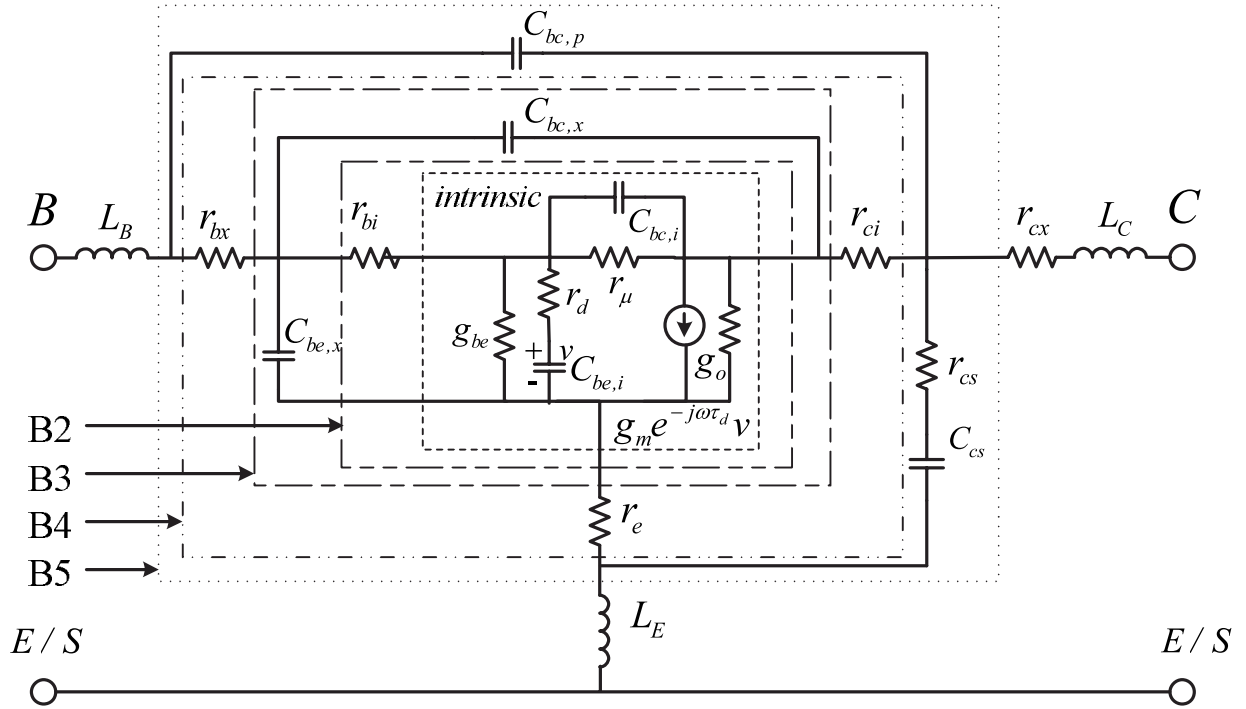 C_{bc,p}
C_{bc,x}
intrinsic
B
L_B
r_{bx}
r_{bi}
C_{bc,i}
r_{ci}
r_{cx}
L_C
C
r_μ
r_d
g_{be}
C_{be,x}
+
v
-
C_{be,i}
g_o
r_{cs}
g_m e^{-jωτ_d} v
C_{cs}
B2
B3
B4
B5
r_e
L_E
E / S
E / S